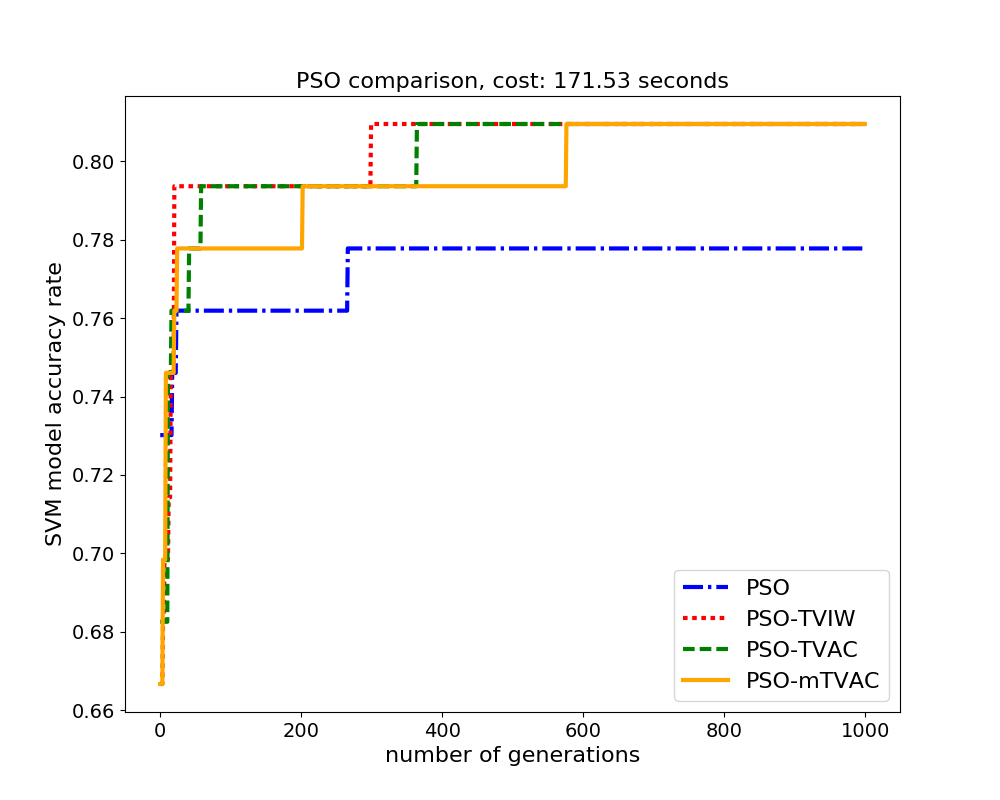 PSO comparison, cost: 171.53 seconds
SVM model accuracy rate
0.80
0.78
0.76
0.74
0.72
0.70
0.68
0.66
PSO
PSO-TVIW
PSO-TVAC
PSO-mTVAC
0 200 400 600 800 1000
number of generations